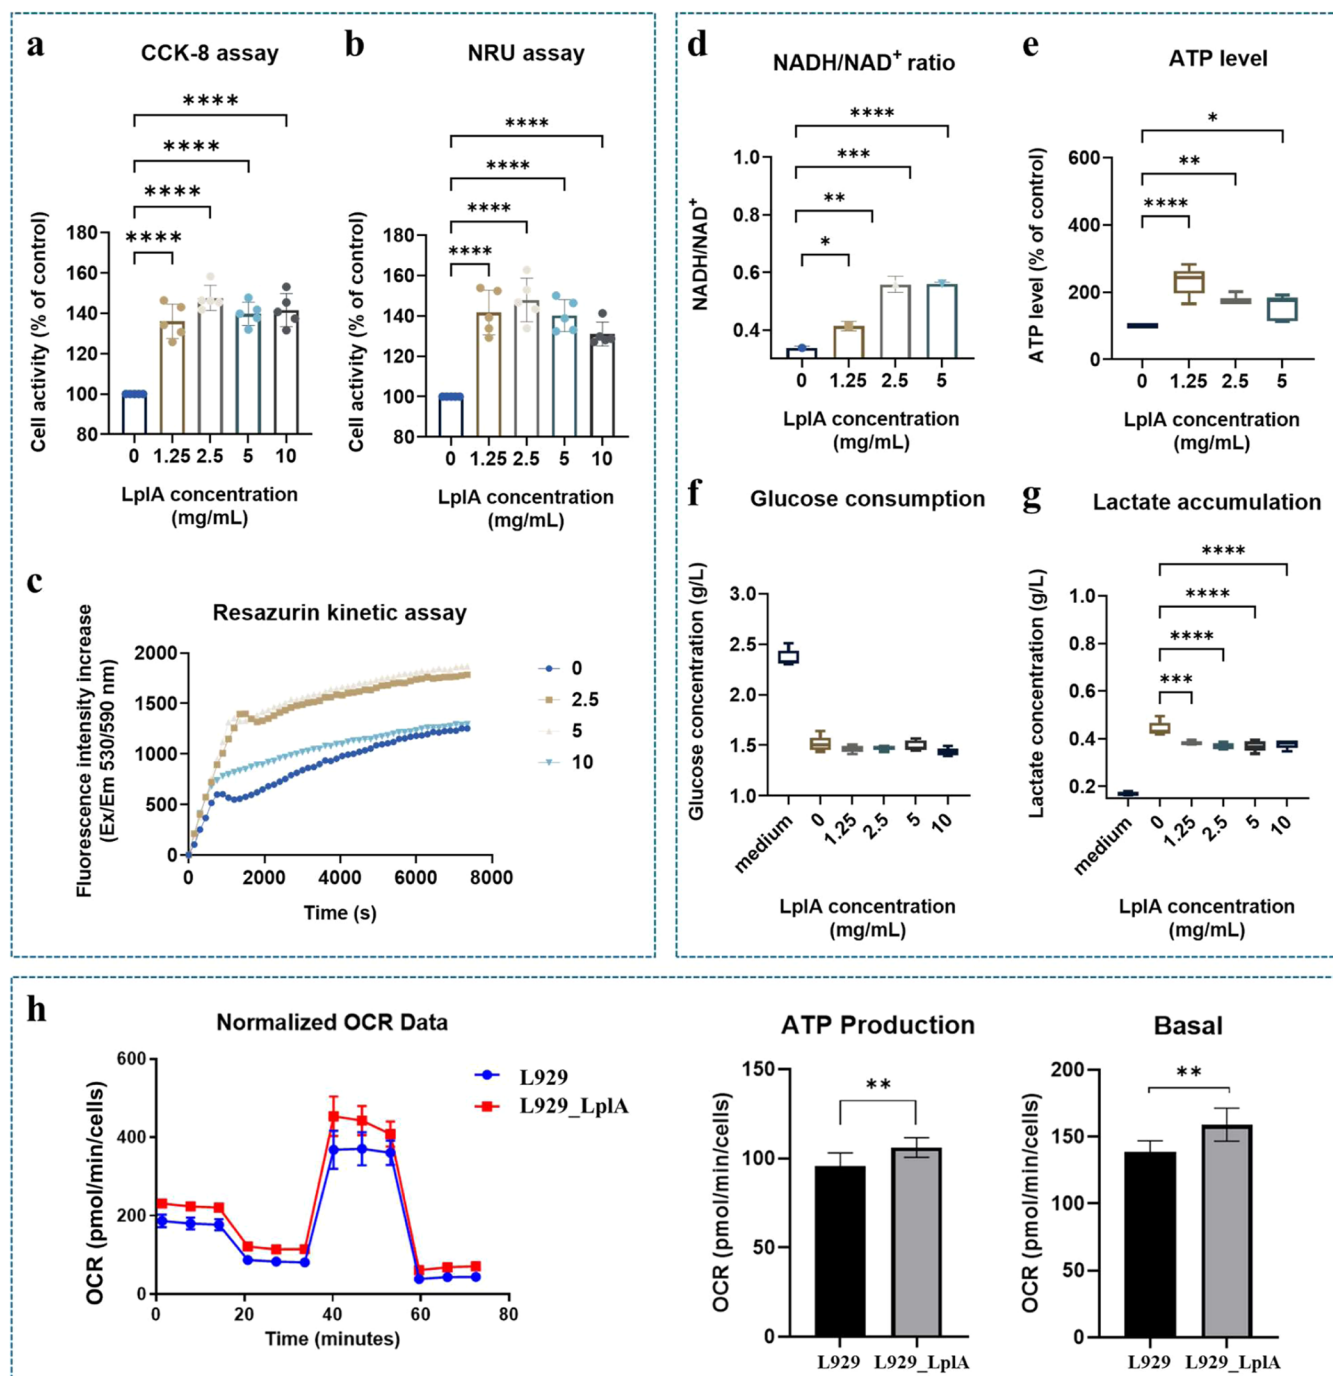 a
CCK-8 assay
****
****
****
****
Cell activity (% of control)
180
160
140
120
100
80
0 1.25 2.5 5 10
LplA concentration
(mg/mL)
b
NRU assay
****
****
****
****
Cell activity (% of control)
180
160
140
120
100
80
0 1.25 2.5 5 10
LplA concentration
(mg/mL)
c
Resazurin kinetic assay
Fluorescence intensity increase
(Ex/Em 530/590 nm)
2000
1500
1000
500
0
0 2000 4000 6000 8000
Time (s)
0
2.5
5
10
d
NADH/NAD+ ratio
****
***
**
*
NADH/NAD+
1.0
0.8
0.6
0.4
0 1.25 2.5 5
LplA concentration
(mg/mL)
e
ATP level
*
**
****
ATP level (% of control)
600
400
200
0
0 1.25 2.5 5
LplA concentration
(mg/mL)
f
Glucose consumption
Glucose concentration (g/L)
3.0
2.5
2.0
1.5
1.0
medium 0 1.25 2.5 5 10
LplA concentration
(mg/mL)
g
Lactate accumulation
****
****
****
***
Lactate concentration (g/L)
1.0
0.8
0.6
0.4
0.2
medium 0 1.25 2.5 5 10
LplA concentration
(mg/mL)
h
Normalized OCR Data
OCR (pmol/min/cells)
600
400
200
0
0 20 40 60 80
Time (minutes)
L929
L929_LplA
ATP Production
**
OCR (pmol/min/cells)
150
100
50
0
L929 L929_LplA
Basal
**
OCR (pmol/min/cells)
200
150
100
50
0
L929 L929_LplA